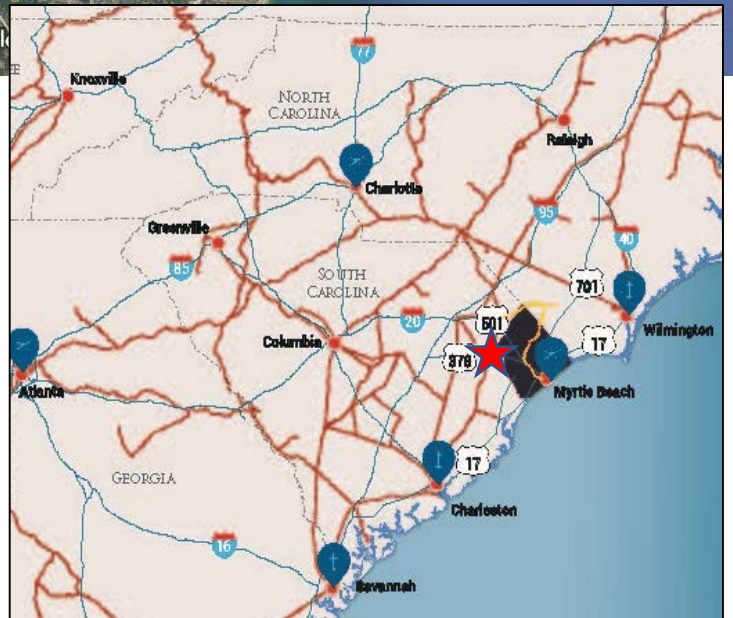 77
Knoxville
NORTH
CAROLINA
Raleigh
Charlotte
95
Greenville
40
85
SOUTH
CAROLINA
701
20
501
Columbia
Wilmington
17
378
Atlanta
Myrtle Beach
17
GEORGIA
Charleston
16
Savannah